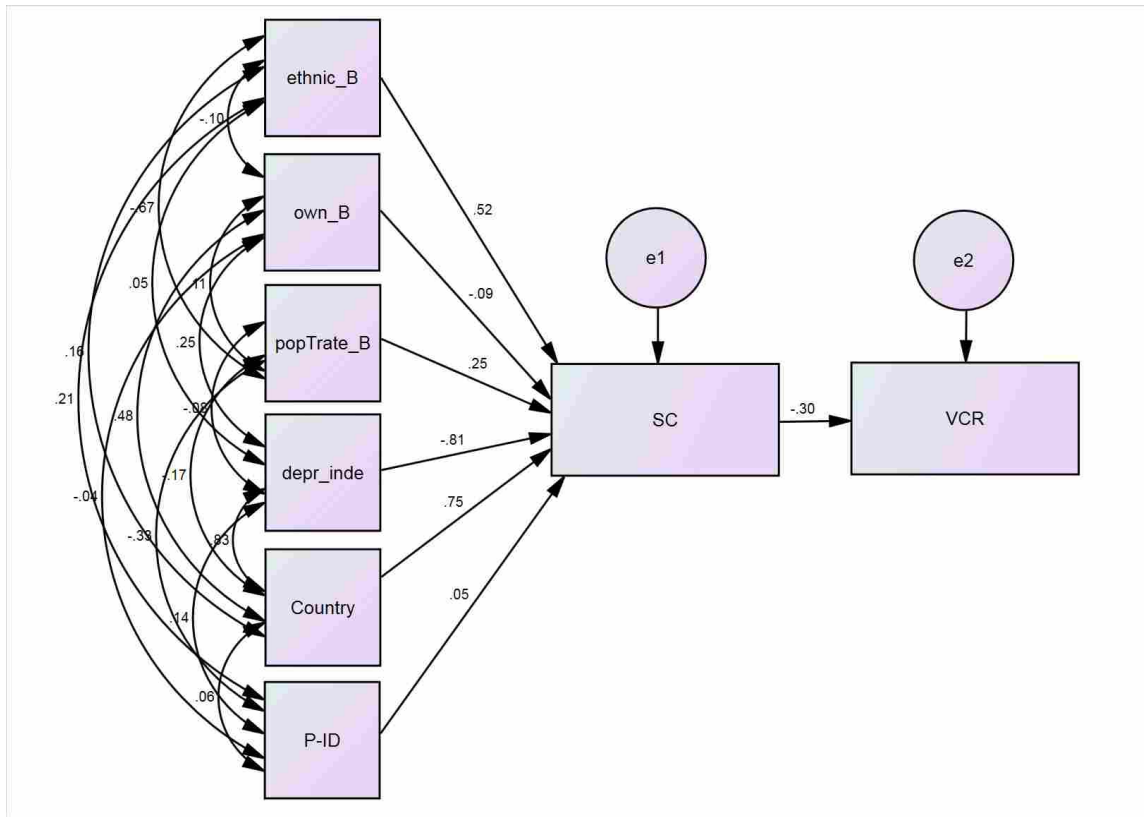 ethnic_B
-.10
own_B
-.67
.52
e1
e2
.05
.11
-.09
popTrate_B
.25
.25
.16
.21
.48
-.08
SC
-.30
VCR
depr_inde
-.81
-.17
-.04
.75
-.33
.83
Country
.05
.14
.06
P-ID